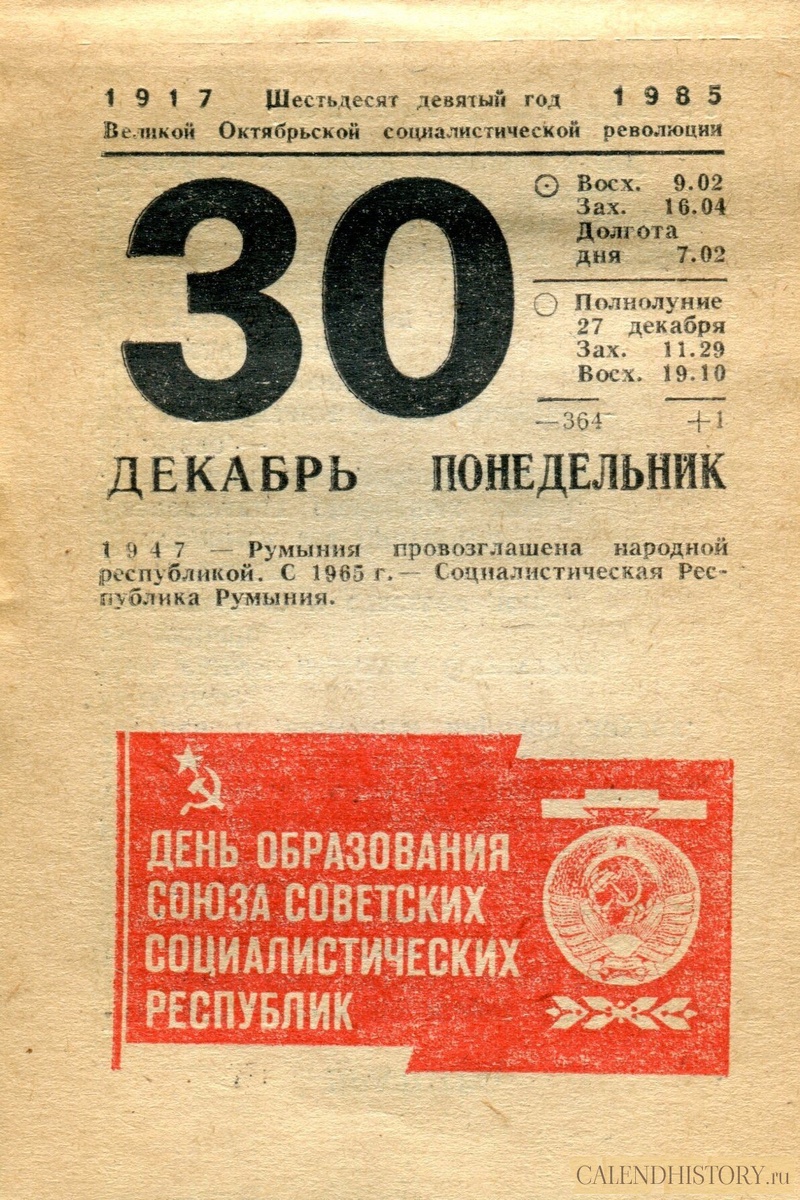 1917 Шестьдесят девятый год 1985
Великой Октябрьской социалистической революции
30
Восх. 9.02
Зах. 16.04
Долгота
дня 7.02
Полнолуние
27 декабря
Зах. 11.29
Восх. 19.10
—364 +1
ДЕКАБРЬ ПОНЕДЕЛЬНИК
1947 — Румыния провозглашена народной
республикой. С 1965 г. — Социалистическая Рес-
публика Румыния.
ДЕНЬ ОБРАЗОВАНИЯ
СОЮЗА СОВЕТСКИХ
СОЦИАЛИСТИЧЕСКИХ
РЕСПУБЛИК
CALENDHISTORY.ru